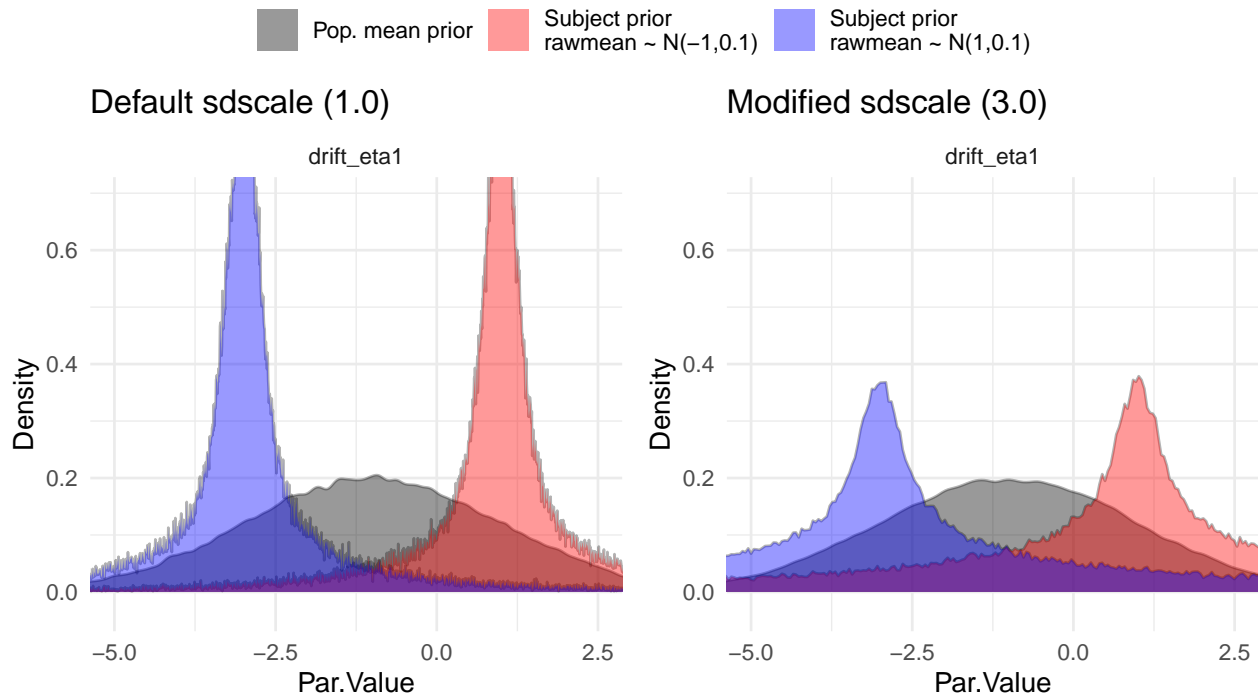 Pop. mean prior
Subject prior
rawmean ~ N(−1,0.1)
Subject prior
rawmean ~ N(1,0.1)
Default sdscale (1.0)
Modified sdscale (3.0)
drift_eta1
drift_eta1
Density
0.6
0.4
0.2
0.0
−5.0
−2.5
0.0
2.5
Par.Value
Density
0.6
0.4
0.2
0.0
−5.0
−2.5
0.0
2.5
Par.Value